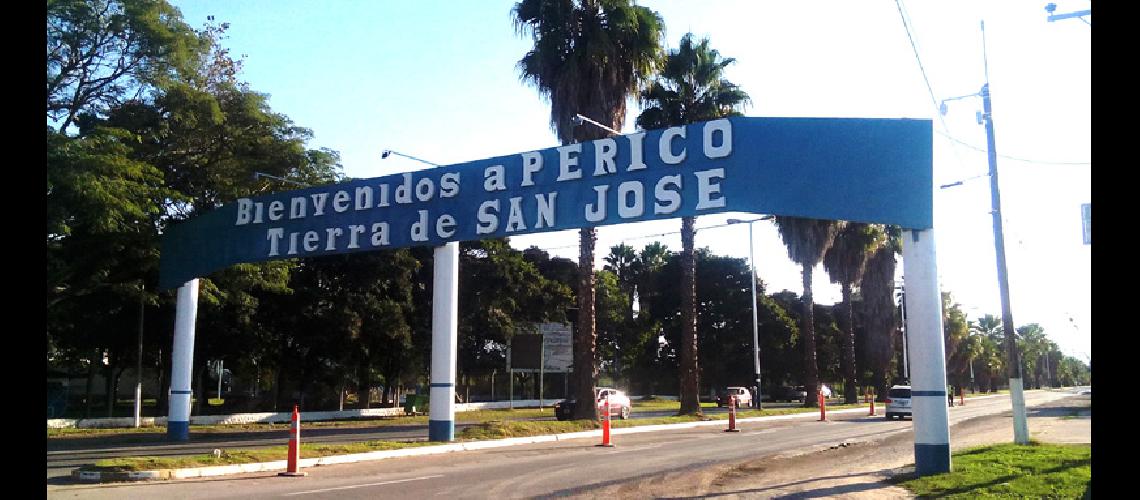 Bienvenidos a PERICO
Tierra de SAN JOSE